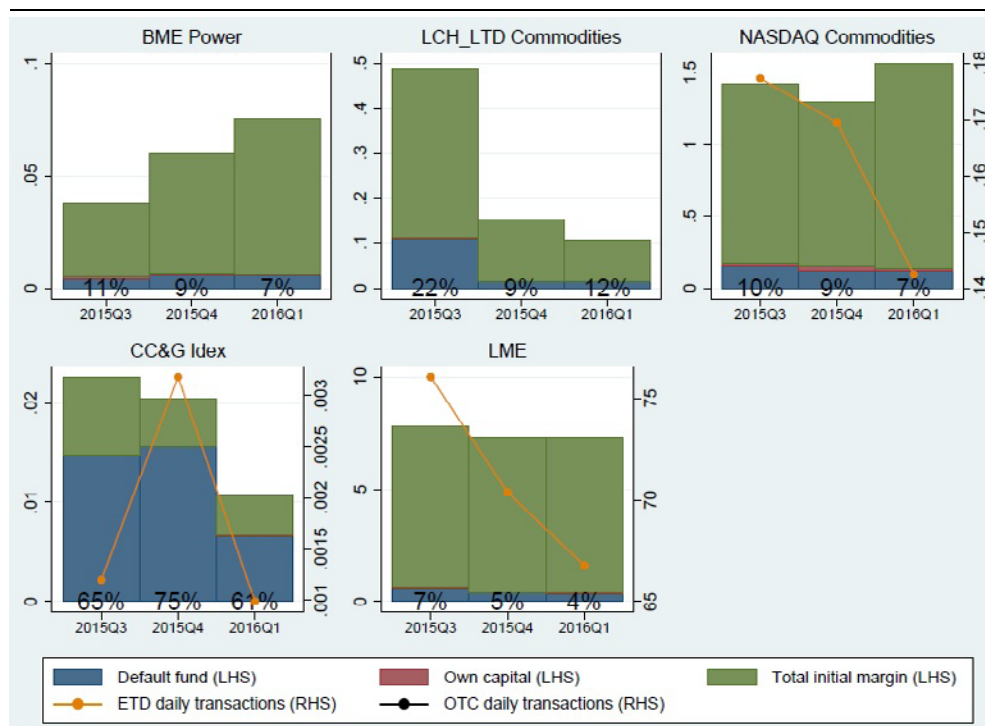 BME Power
LCH_LTD Commodities
NASDAQ Commodities
.1
.05
0
11%
9%
7%
2015Q3
2015Q4
2016Q1
.5
.4
.3
.2
.1
0
22%
9%
12%
2015Q3
2015Q4
2016Q1
1.5
1
.5
0
10%
9%
7%
.18
.17
.16
.15
.14
2015Q3
2015Q4
2016Q1
CC&G Idex
LME
.02
.01
0
65%
75%
61%
.003
.0025
.002
.0015
.001
2015Q3
2015Q4
2016Q1
10
5
0
7%
5%
4%
75
70
65
2015Q3
2015Q4
2016Q1
Default fund (LHS)
Own capital (LHS)
Total initial margin (LHS)
ETD daily transactions (RHS)
OTC daily transactions (RHS)